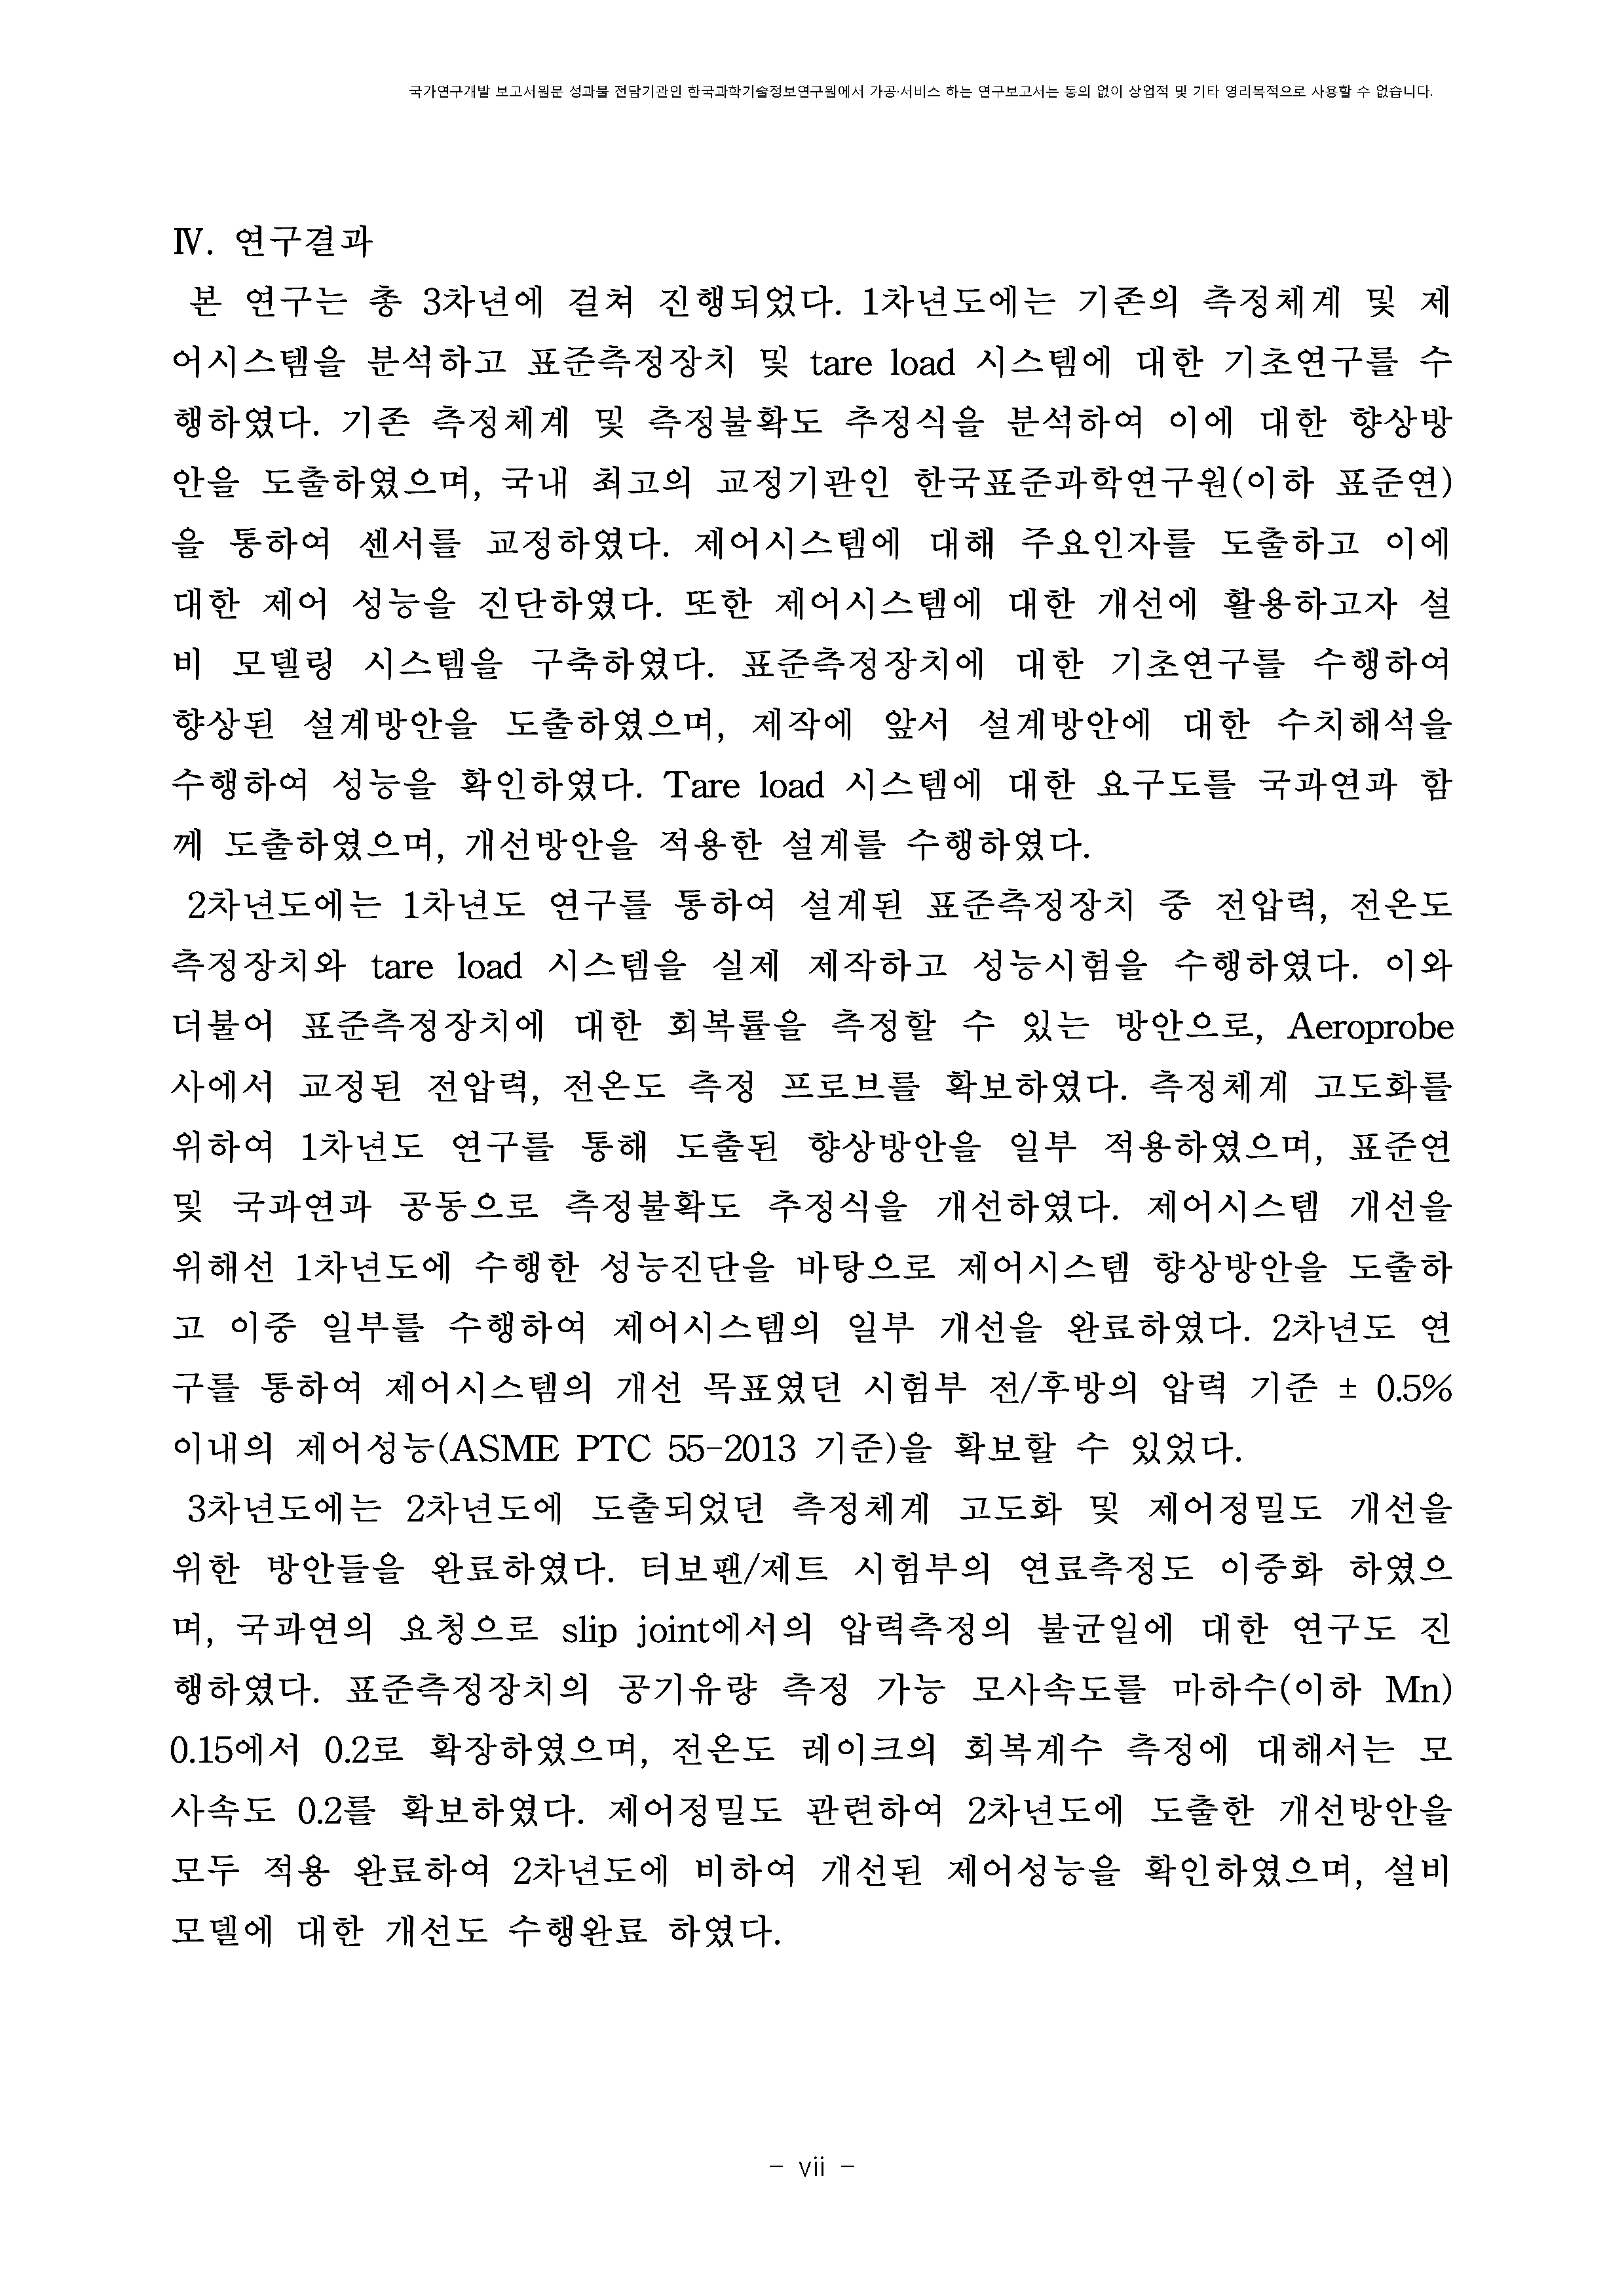 국가연구개발 보고서원문 성과물 전담기관인 한국과학기술정보연구원에서 가공·서비스 하는 연구보고서는 동의 없이 상업적 및 기타 영리목적으로 사용할 수 없습니다.
Ⅳ. 연구결과
본 연구는 총 3차년에 걸쳐 진행되었다. 1차년도에는 기존의 측정체계 및 제
어시스템을 분석하고 표준측정장치 및 tare load 시스템에 대한 기초연구를 수
행하였다. 기존 측정체계 및 측정불확도 추정식을 분석하여 이에 대한 향상방
안을 도출하였으며, 국내 최고의 교정기관인 한국표준과학연구원(이하 표준연)
을 통하여 센서를 교정하였다. 제어시스템에 대해 주요인자를 도출하고 이에
대한 제어 성능을 진단하였다. 또한 제어시스템에 대한 개선에 활용하고자 설
비 모델링 시스템을 구축하였다. 표준측정장치에 대한 기초연구를 수행하여
향상된 설계방안을 도출하였으며, 제작에 앞서 설계방안에 대한 수치해석을
수행하여 성능을 확인하였다. Tare load 시스템에 대한 요구도를 국과연과 함
께 도출하였으며, 개선방안을 적용한 설계를 수행하였다.
2차년도에는 1차년도 연구를 통하여 설계된 표준측정장치 중 전압력, 전온도
측정장치와 tare load 시스템을 실제 제작하고 성능시험을 수행하였다. 이와
더불어 표준측정장치에 대한 회복률을 측정할 수 있는 방안으로, Aeroprobe
사에서 교정된 전압력, 전온도 측정 프로브를 확보하였다. 측정체계 고도화를
위하여 1차년도 연구를 통해 도출된 향상방안을 일부 적용하였으며, 표준연
및 국과연과 공동으로 측정불확도 추정식을 개선하였다. 제어시스템 개선을
위해선 1차년도에 수행한 성능진단을 바탕으로 제어시스템 향상방안을 도출하
고 이중 일부를 수행하여 제어시스템의 일부 개선을 완료하였다. 2차년도 연
구를 통하여 제어시스템의 개선 목표였던 시험부 전/후방의 압력 기준 ± 0.5%
이내의 제어성능(ASME PTC 55-2013 기준)을 확보할 수 있었다.
3차년도에는 2차년도에 도출되었던 측정체계 고도화 및 제어정밀도 개선을
위한 방안들을 완료하였다. 터보팬/제트 시험부의 연료측정도 이중화 하였으
며, 국과연의 요청으로 slip joint에서의 압력측정의 불균일에 대한 연구도 진
행하였다. 표준측정장치의 공기유량 측정 가능 모사속도를 마하수(이하 Mn)
0.15에서 0.2로 확장하였으며, 전온도 레이크의 회복계수 측정에 대해서는 모
사속도 0.2를 확보하였다. 제어정밀도 관련하여 2차년도에 도출한 개선방안을
모두 적용 완료하여 2차년도에 비하여 개선된 제어성능을 확인하였으며, 설비
모델에 대한 개선도 수행완료 하였다.
- vii -